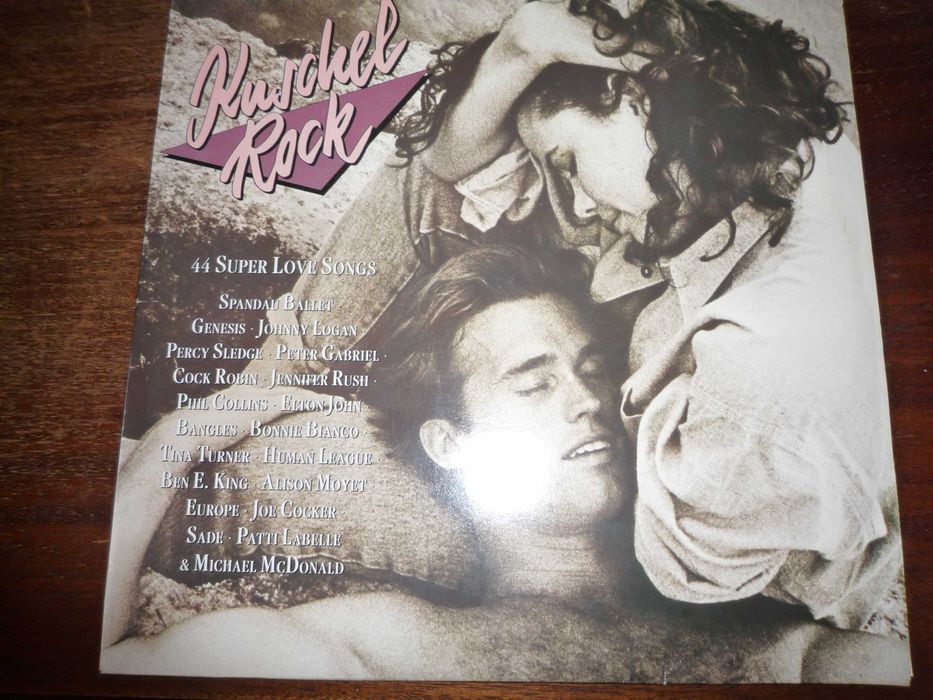 Kuschel
Rock
44 SUPER LOVE SONGS
SPANDAU BALLET ·
GENESIS · JOHNNY LOGAN ·
PERCY SLEDGE · PETER GABRIEL ·
COCK ROBIN · JENNIFER RUSH ·
PHIL COLLINS · ELTON JOHN ·
BANGLES · BONNIE BIANCO ·
TINA TURNER · HUMAN LEAGUE ·
BEN E. KING · ALISON MOYET ·
EUROPE · JOE COCKER ·
SADE · PATTI LABELLE
& MICHAEL MCDONALD